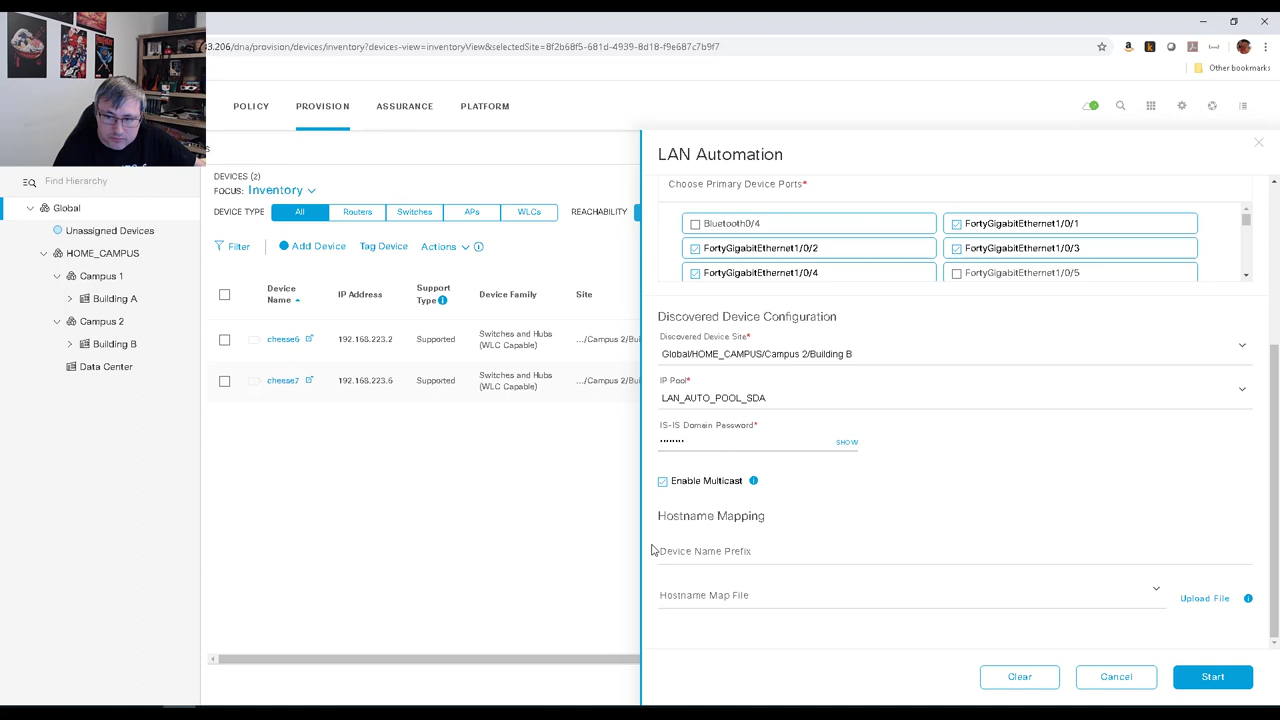 3.206/dna/provision/devices/inventory?devices-view=inventoryView&selectedSite=8f2b68f5-681d-4939-8d18-f9e687c7b9f7
Other bookmarks
POLICY PROVISION ASSURANCE PLATFORM
LAN Automation
Find Hierarchy
Global
Unassigned Devices
HOME_CAMPUS
Campus 1
Building A
Campus 2
Building B
Data Center
DEVICES (2)
FOCUS: Inventory
DEVICE TYPE All Routers Switches APs WLCs REACHABILITY
Filter Add Device Tag Device Actions
Device Name IP Address Support Type Device Family Site
cheese6 192.168.223.2 Supported Switches and Hubs (WLC Capable) .../Campus 2/Bui
cheese7 192.168.223.6 Supported Switches and Hubs (WLC Capable) .../Campus 2/Bui
Choose Primary Device Ports*
Bluetooth0/4 FortyGigabitEthernet1/0/1
FortyGigabitEthernet1/0/2 FortyGigabitEthernet1/0/3
FortyGigabitEthernet1/0/4 FortyGigabitEthernet1/0/5
Discovered Device Configuration
Discovered Device Site*
Global/HOME_CAMPUS/Campus 2/Building B
IP Pool*
LAN_AUTO_POOL_SDA
IS-IS Domain Password*
•••••••• SHOW
Enable Multicast
Hostname Mapping
Device Name Prefix
Hostname Map File Upload File
Clear Cancel Start